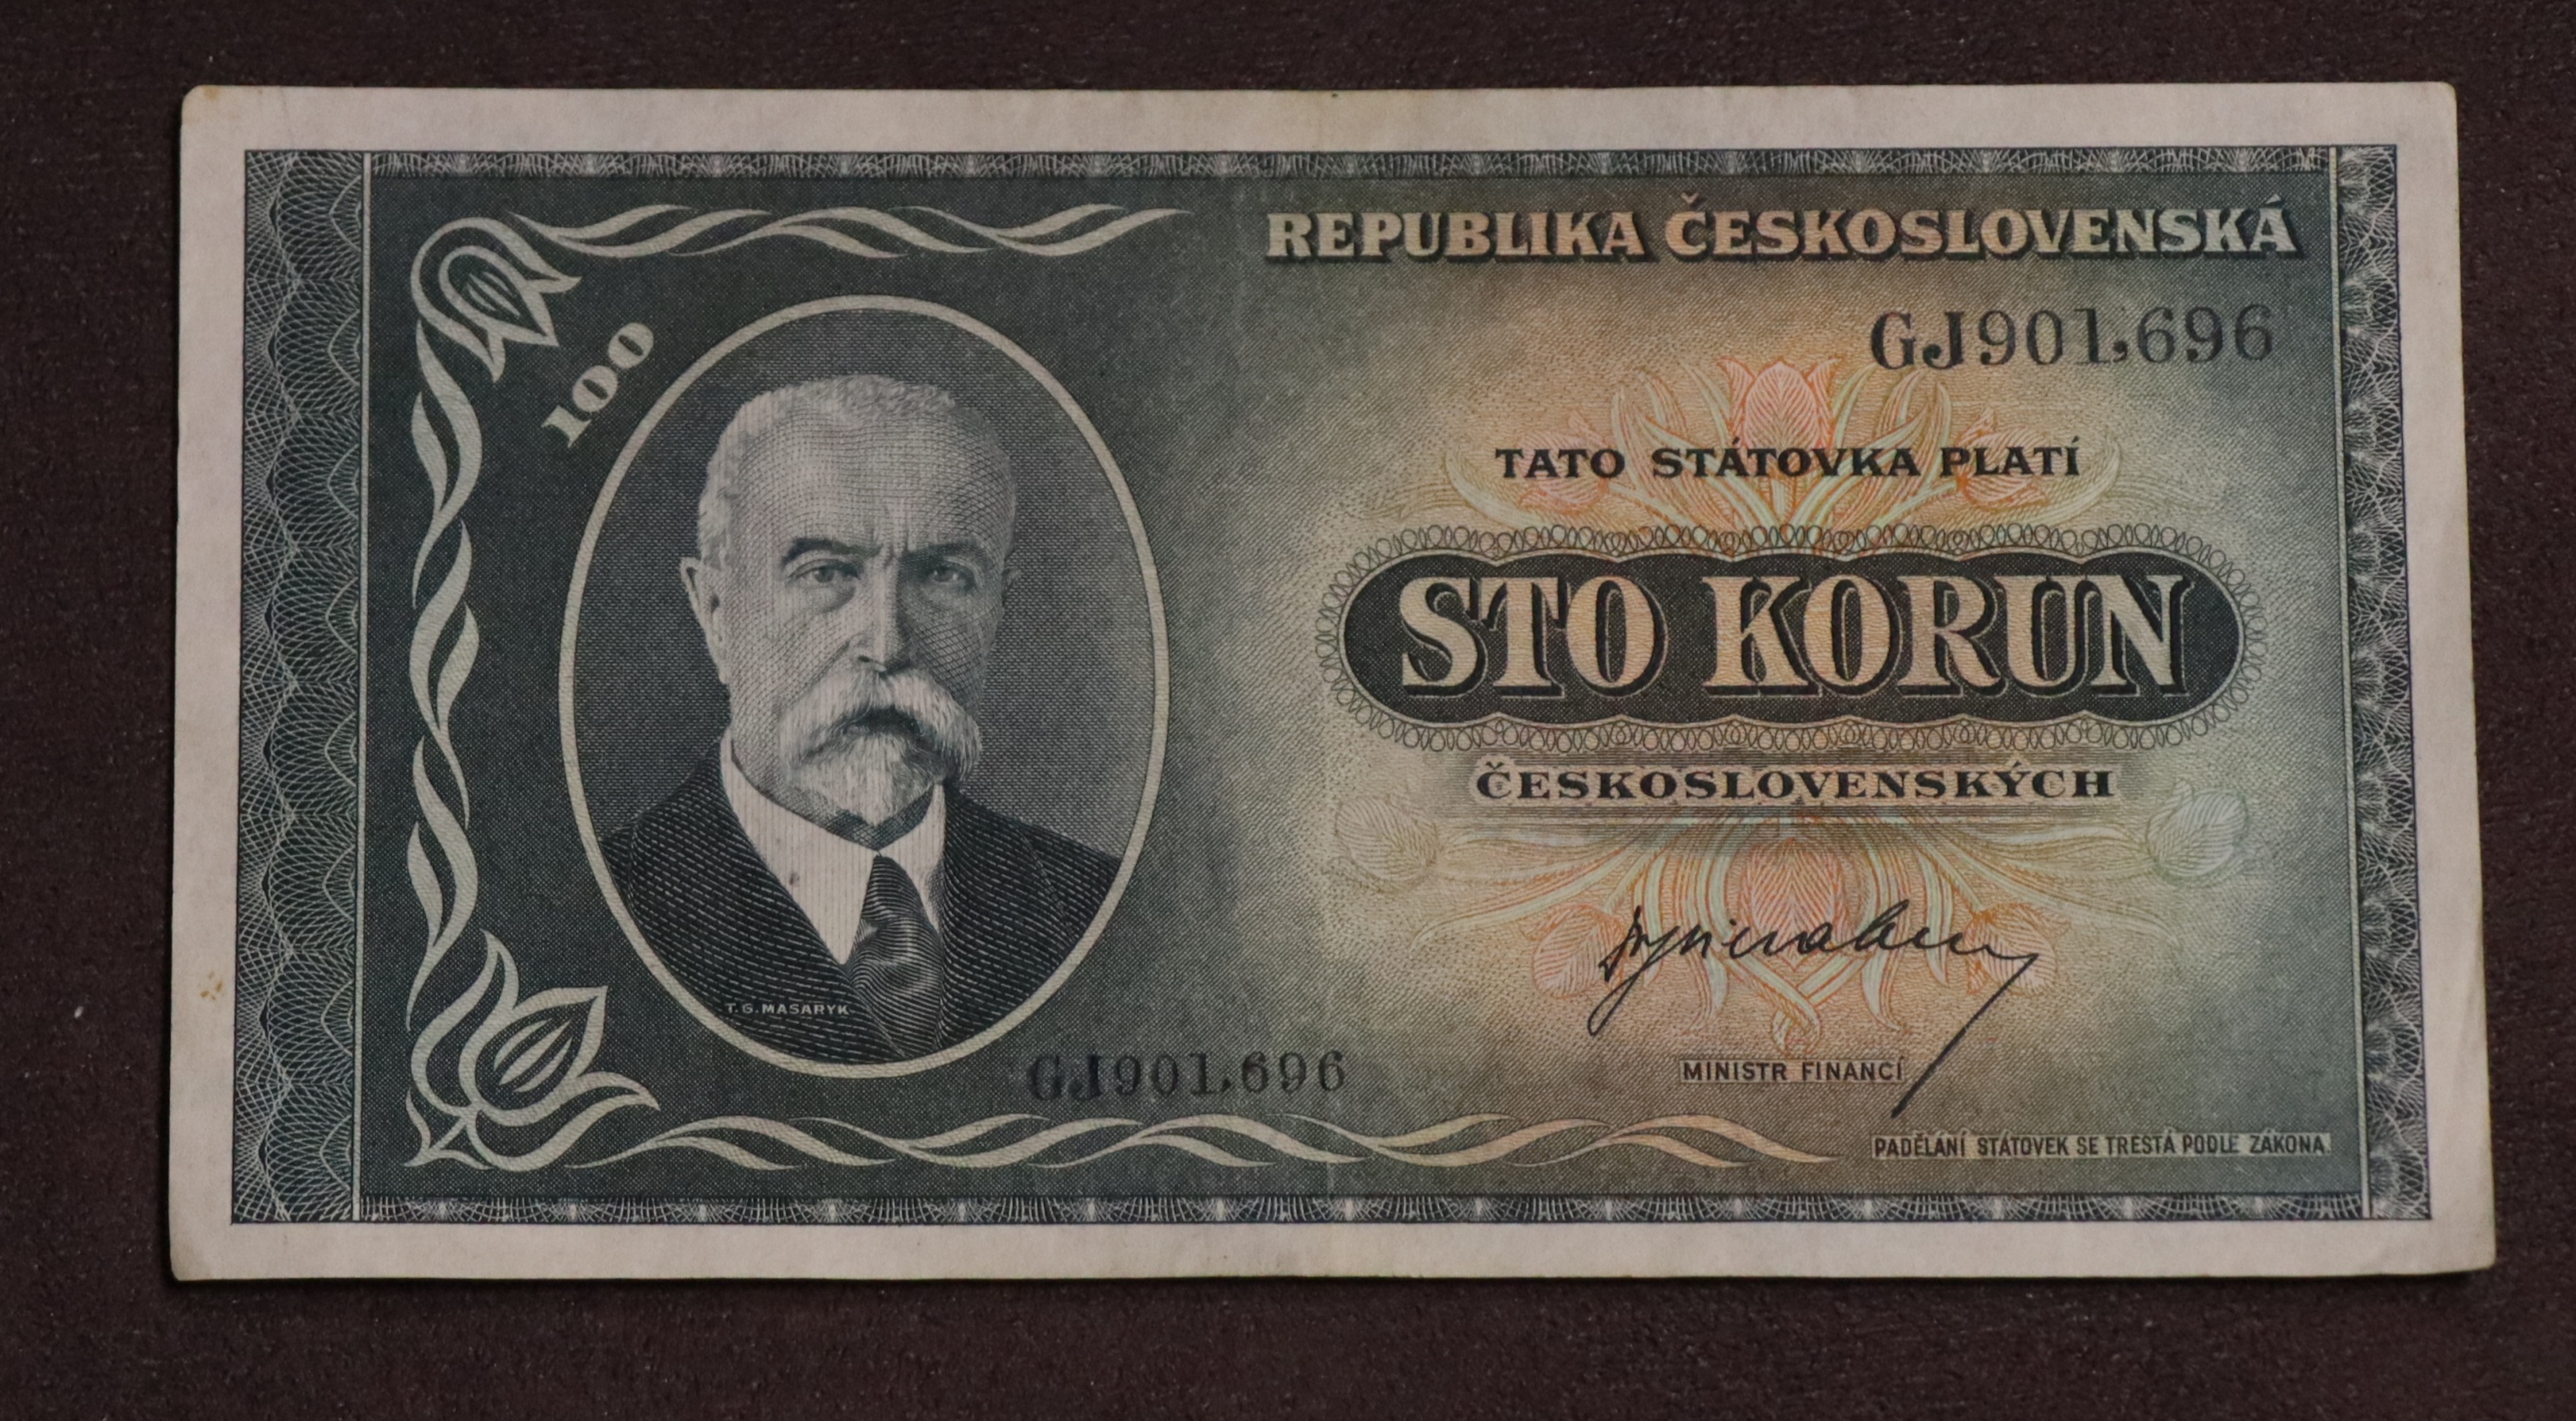 REPUBLIKA ČESKOSLOVENSKÁ
100
GJ901,696
TATO STÁTOVKA PLATÍ
STO KORUN
ČESKOSLOVENSKÝCH
T. G. MASARYK
GJ901,696
MINISTR FINANCÍ
PADĚLÁNÍ STÁTOVEK SE TRESTÁ PODLE ZÁKONA